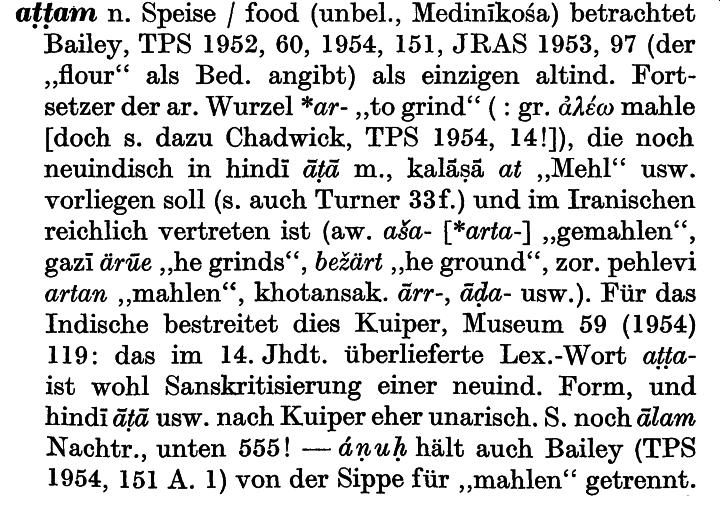 aṭṭam n. Speise / food (unbel., Medinīkośa) betrachtet
Bailey, TPS 1952, 60, 1954, 151, JRAS 1953, 97 (der
„flour“ als Bed. angibt) als einzigen altind. Fort-
setzer der ar. Wurzel *ar- „to grind“ ( : gr. ἀλέω mahle
[doch s. dazu Chadwick, TPS 1954, 14!]), die noch
neuindisch in hindī āṭā m., kaláṣā at „Mehl“ usw.
vorliegen soll (s. auch Turner 33f.) und im Iranischen
reichlich vertreten ist (aw. aša- [*arta-] „gemahlen“,
gazī ärūe „he grinds“, bežärt „he ground“, zor. pehlevi
artan „mahlen“, khotansak. ārr-, āḍa- usw.). Für das
Indische bestreitet dies Kuiper, Museum 59 (1954)
119: das im 14. Jhdt. überlieferte Lex.-Wort aṭṭa-
ist wohl Sanskritisierung einer neuind. Form, und
hindī āṭā usw. nach Kuiper eher unarisch. S. noch ālam
Nachtr., unten 555! — áṇuḥ hält auch Bailey (TPS
1954, 151 A. 1) von der Sippe für „mahlen“ getrennt.